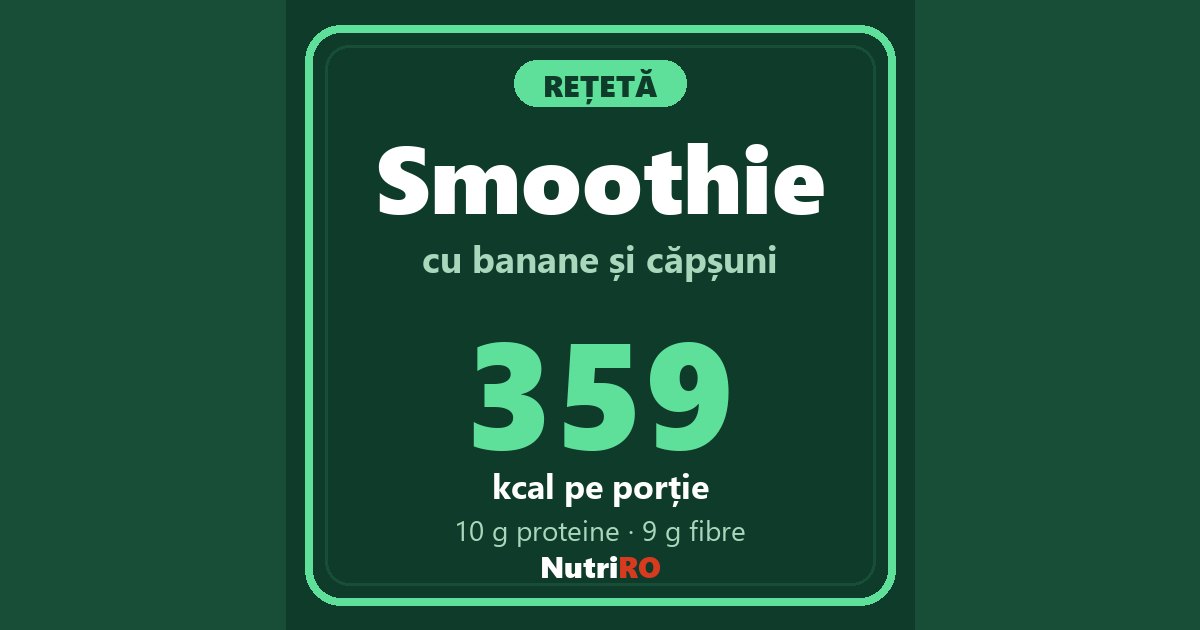 REȚETĂ
Smoothie
cu banane și căpșuni
359
kcal pe porție
10 g proteine · 9 g fibre
NutriRO